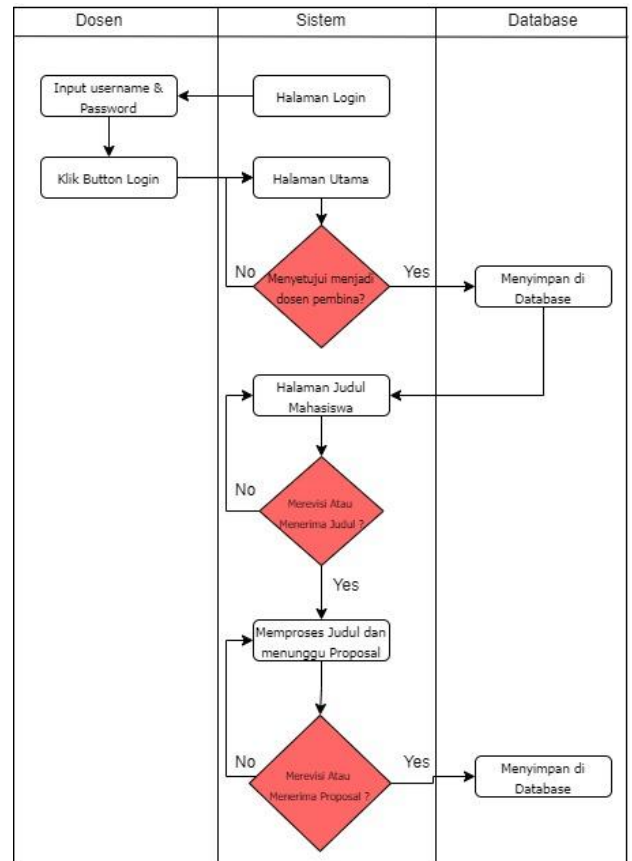 Dosen
Sistem
Database
Input username &
Password
Halaman Login
Klik Button Login
Halaman Utama
No
Menyetujui menjadi
dosen pembina?
Yes
Menyimpan di
Database
Halaman Judul
Mahasiswa
No
Merevisi Atau
Menerima Judul ?
Yes
Memproses Judul dan
menunggu Proposal
No
Merevisi Atau
Menerima Proposal ?
Yes
Menyimpan di
Database